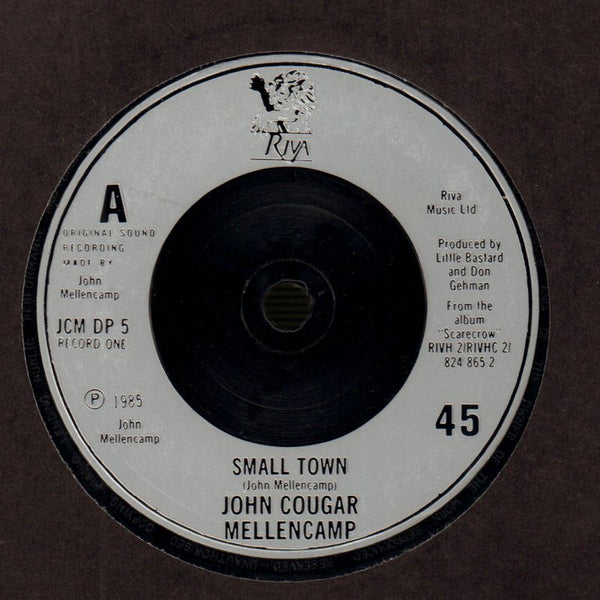 RIVA
A
ORIGINAL SOUND
RECORDING
MADE BY
John
Mellencamp
JCM DP 5
RECORD ONE
Ⓟ 1985
John
Mellencamp
Riva
Music Ltd
Produced by
Little Bastard
and Don
Gehman
From the
album
"Scarecrow"
RIVH 2/RIVHC 2/
824 865 2
45
SMALL TOWN
(John Mellencamp)
JOHN COUGAR
MELLENCAMP